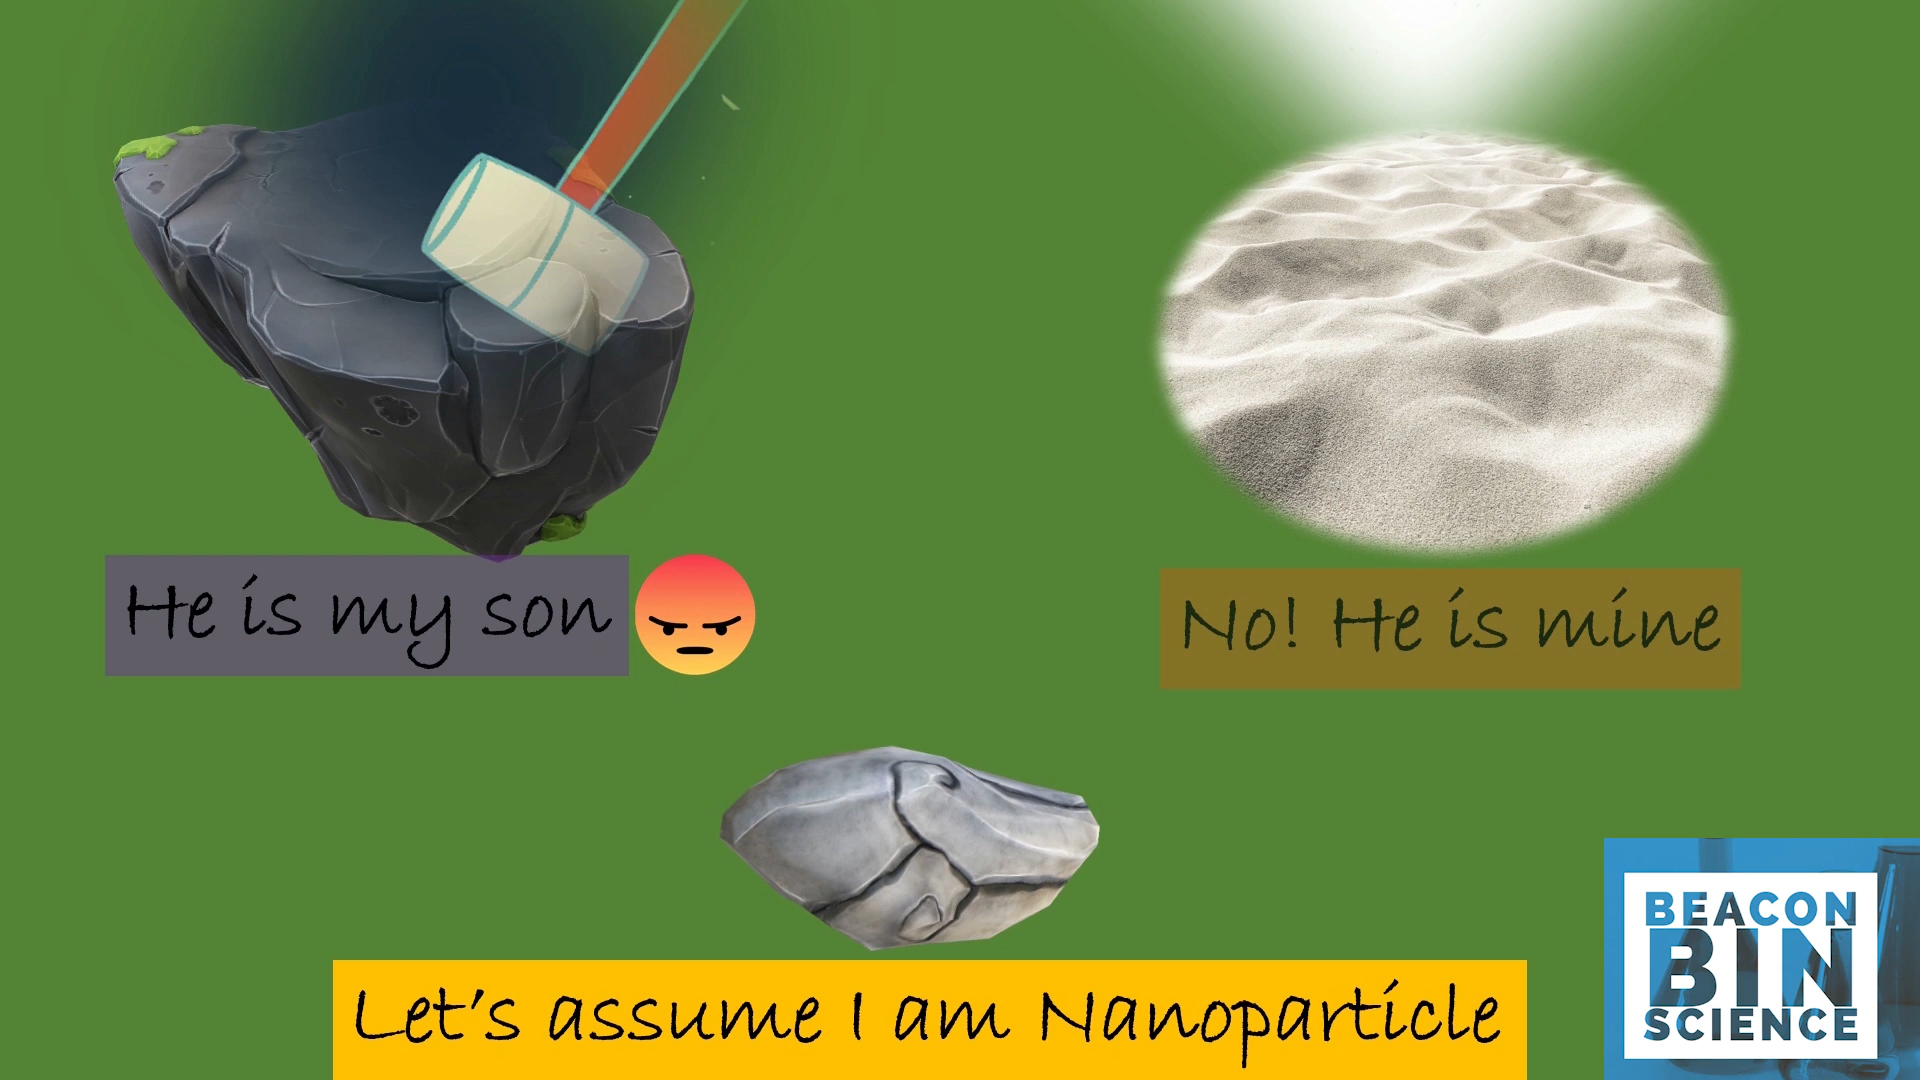 He is my son
No! He is mine
Let's assume I am Nanoparticle
BEACON
BIN
SCIENCE